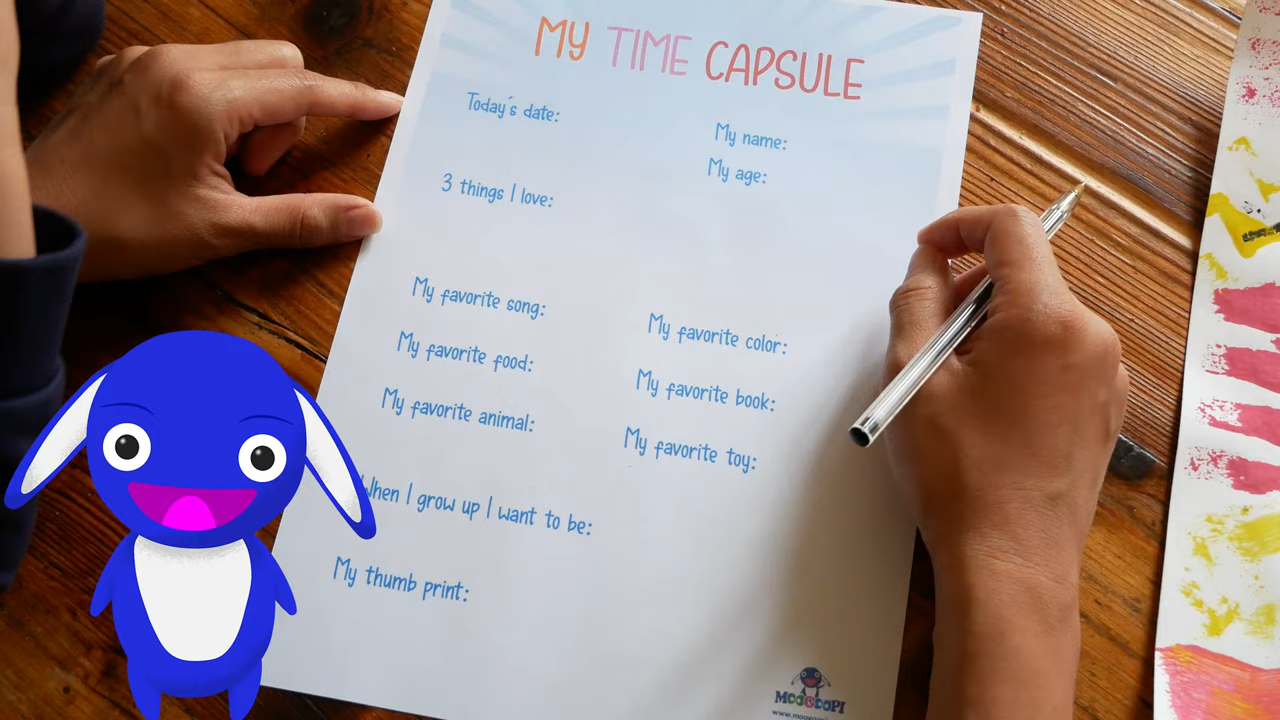 MY TIME CAPSULE
Today's date:
My name:
My age:
3 things I love:
My favorite song:
My favorite color:
My favorite food:
My favorite book:
My favorite animal:
My favorite toy:
When I grow up I want to be:
My thumb print:
MOOGOOPI